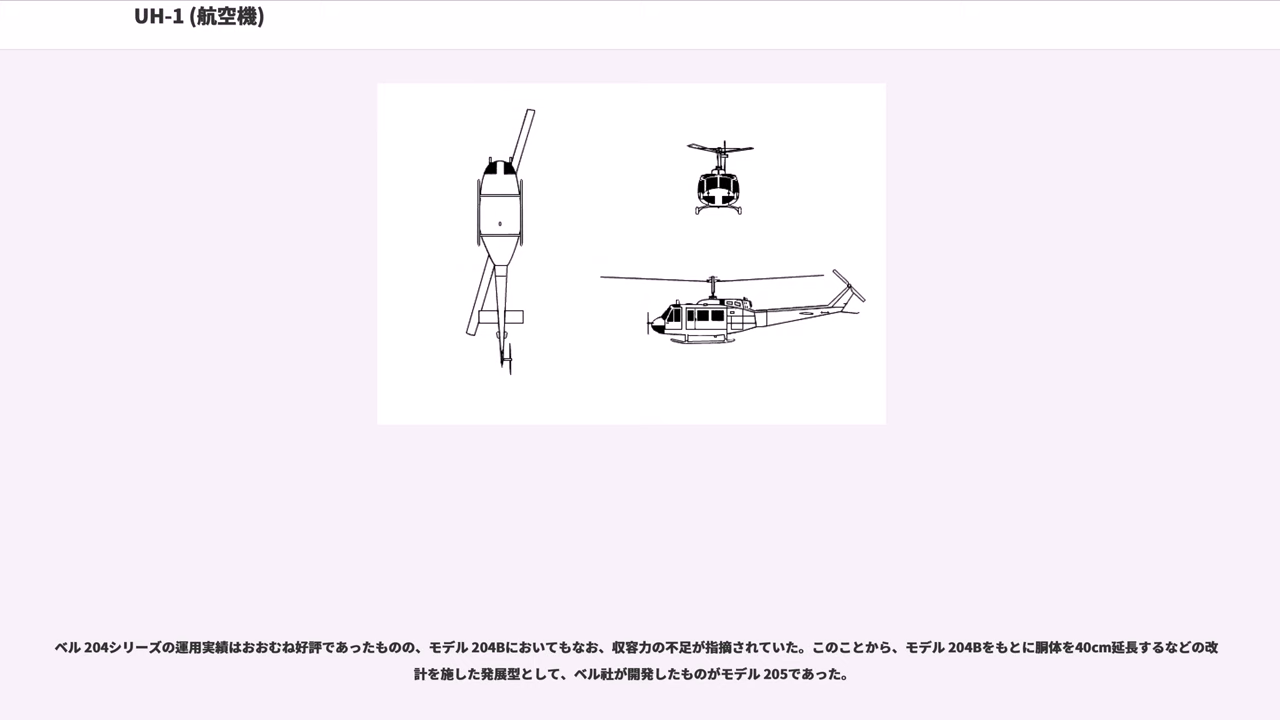 UH-1 (航空機)
ベル 204シリーズの運用実績はおおむね好評であったものの、モデル 204Bにおいてもなお、収容力の不足が指摘されていた。このことから、モデル 204Bをもとに胴体を40cm延長するなどの改
計を施した発展型として、ベル社が開発したものがモデル 205であった。